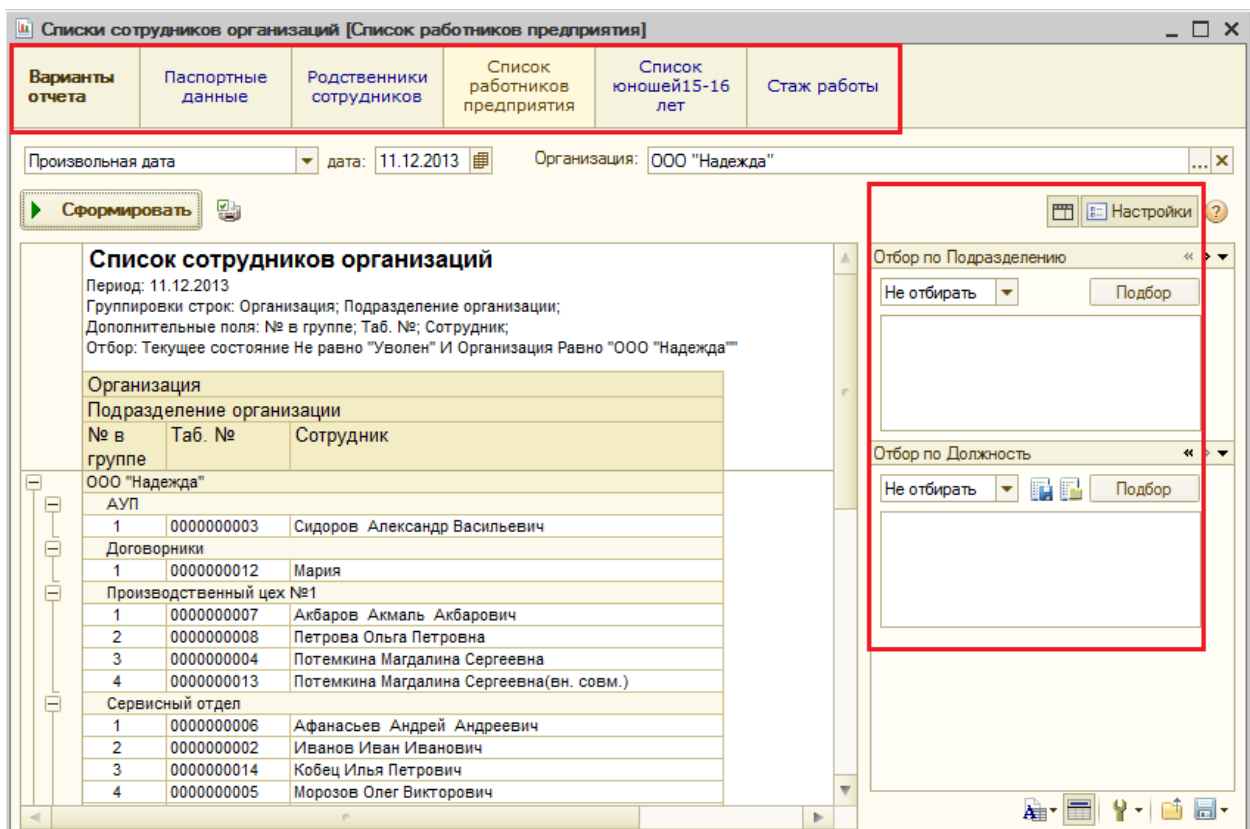 Списки сотрудников организаций [Список работников предприятия]
Варианты отчета
Паспортные данные
Родственники сотрудников
Список работников предприятия
Список юношей15-16 лет
Стаж работы
Произвольная дата дата: 11.12.2013 Организация: ООО "Надежда"
Сформировать Настройки
Список сотрудников организаций
Период: 11.12.2013
Группировки строк: Организация; Подразделение организации;
Дополнительные поля: № в группе; Таб. №; Сотрудник;
Отбор: Текущее состояние Не равно "Уволен" И Организация Равно "ООО "Надежда""
Организация
Подразделение организации
№ в группе Таб. № Сотрудник
ООО "Надежда"
АУП
1 0000000003 Сидоров Александр Васильевич
Договорники
1 0000000012 Мария
Производственный цех №1
1 0000000007 Акбаров Акмаль Акбарович
2 0000000008 Петрова Ольга Петровна
3 0000000004 Потемкина Магдалина Сергеевна
4 0000000013 Потемкина Магдалина Сергеевна(вн. совм.)
Сервисный отдел
1 0000000006 Афанасьев Андрей Андреевич
2 0000000002 Иванов Иван Иванович
3 0000000014 Кобец Илья Петрович
4 0000000005 Морозов Олег Викторович
Отбор по Подразделению
Не отбирать Подбор
Отбор по Должность
Не отбирать Подбор